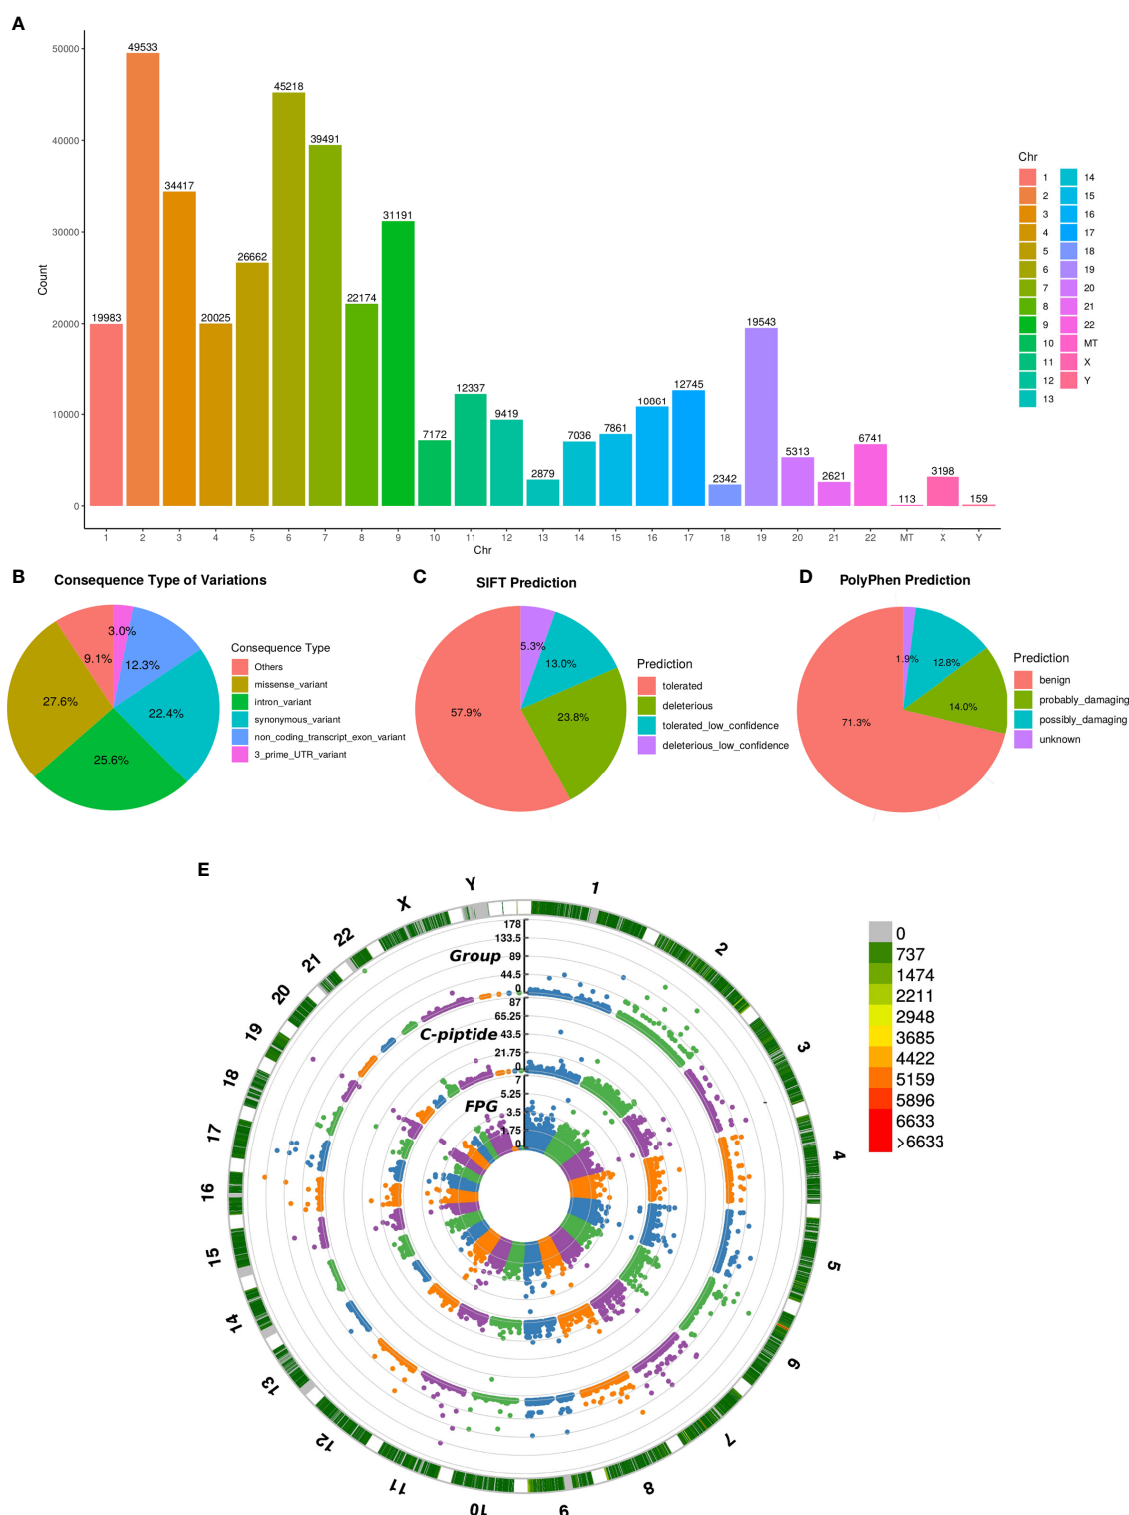 A
49533
45218
39491
34417
31191
26662
22174
20025
19983
19543
12745
12337
10861
9419
7861
7172
7036
6741
5313
3198
2879
2621
2342
159
113
50000
40000
30000
20000
10000
0
Count
1 2 3 4 5 6 7 8 9 10 11 12 13 14 15 16 17 18 19 20 21 22 MT X Y
Chr
Chr
1 14
2 15
3 16
4 17
5 18
6 19
7 20
8 21
9 22
10 MT
11 X
12 Y
13
B
Consequence Type of Variations
3.0%
9.1%
12.3%
27.6%
22.4%
25.6%
Consequence Type
Others
missense_variant
intron_variant
synonymous_variant
non_coding_transcript_exon_variant
3_prime_UTR_variant
C
SIFT Prediction
5.3%
13.0%
57.9%
23.8%
Prediction
tolerated
deleterious
tolerated_low_confidence
deleterious_low_confidence
D
PolyPhen Prediction
1.9%
12.8%
14.0%
71.3%
Prediction
benign
probably_damaging
possibly_damaging
unknown
E
1
2
3
4
5
6
7
8
9
10
11
12
13
14
15
16
17
18
19
20
21
22
X
Y
178
133.5
Group 89
44.5
0
87
65.25
C-piptide 43.5
21.75
0
7
5.25
FPG 3.5
1.75
0
0
737
1474
2211
2948
3685
4422
5159
5896
6633
>6633